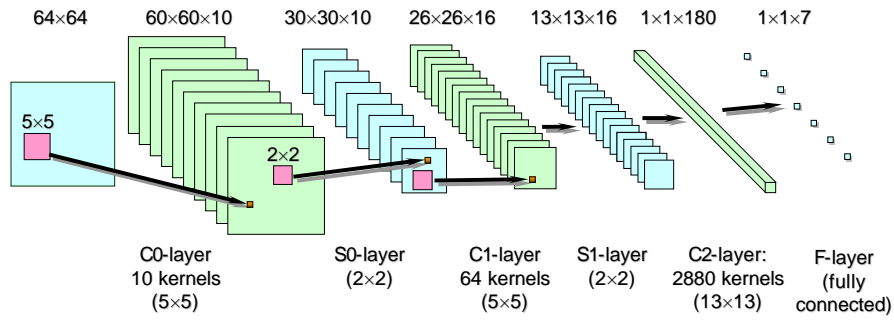 64×64
60×60×10
30×30×10
26×26×16
13×13×16
1×1×180
1×1×7
5×5
2×2
C0-layer
10 kernels
(5×5)
S0-layer
(2×2)
C1-layer
64 kernels
(5×5)
S1-layer
(2×2)
C2-layer:
2880 kernels
(13×13)
F-layer
(fully
connected)